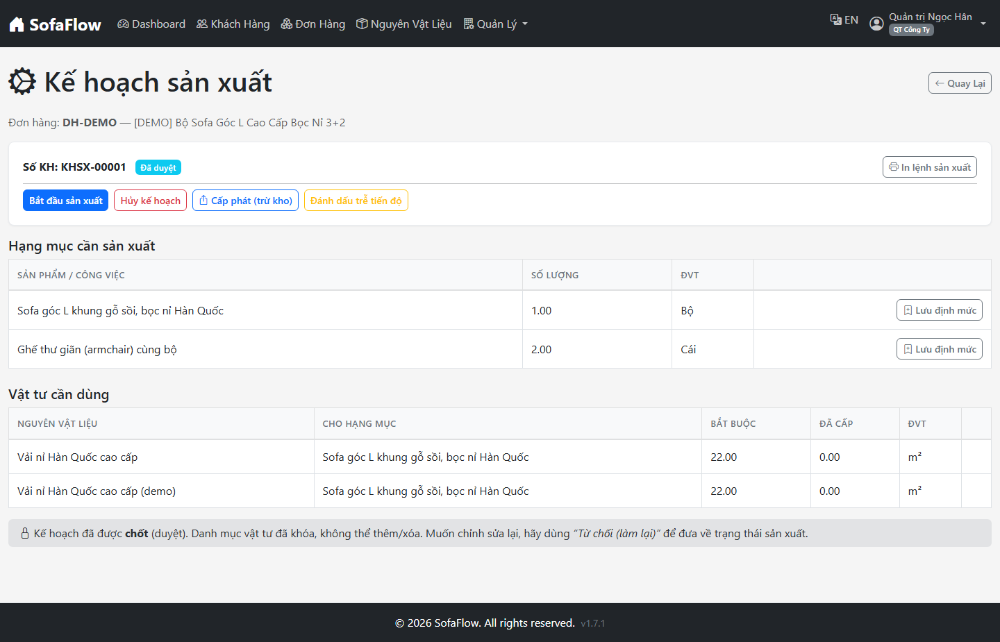 SofaFlow Dashboard Khách Hàng Đơn Hàng Nguyên Vật Liệu Quản Lý EN Quản trị Ngọc Hân
QT Công Ty
Kế hoạch sản xuất
Quay Lại
Đơn hàng: DH-DEMO — [DEMO] Bộ Sofa Góc L Cao Cấp Bọc Nỉ 3+2
Số KH: KHSX-00001 Đã duyệt In lệnh sản xuất
Bắt đầu sản xuất Hủy kế hoạch Cấp phát (trừ kho) Đánh dấu trễ tiến độ
Hạng mục cần sản xuất
SẢN PHẨM / CÔNG VIỆC SỐ LƯỢNG ĐVT
Sofa góc L khung gỗ sồi, bọc nỉ Hàn Quốc 1.00 Bộ Lưu định mức
Ghế thư giãn (armchair) cùng bộ 2.00 Cái Lưu định mức
Vật tư cần dùng
NGUYÊN VẬT LIỆU CHO HẠNG MỤC BẮT BUỘC ĐÃ CẤP ĐVT
Vải nỉ Hàn Quốc cao cấp Sofa góc L khung gỗ sồi, bọc nỉ Hàn Quốc 22.00 0.00 m²
Vải nỉ Hàn Quốc cao cấp (demo) Sofa góc L khung gỗ sồi, bọc nỉ Hàn Quốc 22.00 0.00 m²
Kế hoạch đã được chốt (duyệt). Danh mục vật tư đã khóa, không thể thêm/xóa. Muốn chỉnh sửa lại, hãy dùng “Từ chối (làm lại)” để đưa về trạng thái sản xuất.
© 2026 SofaFlow. All rights reserved. v1.7.1